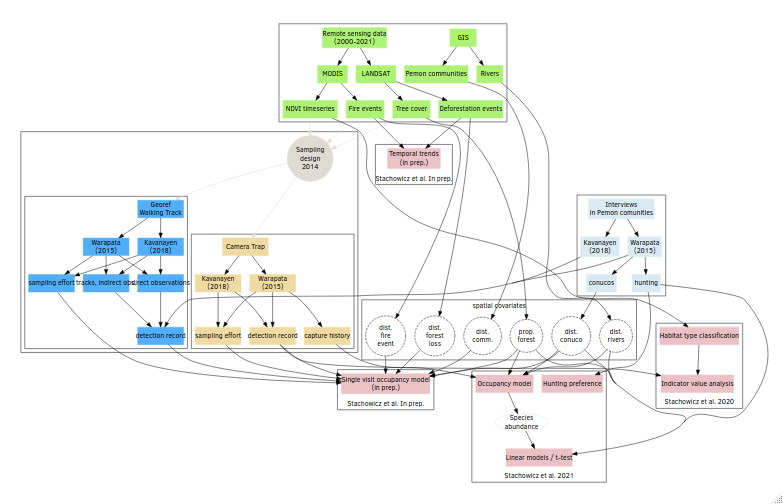 Remote sensing data
(2000-2021)
GIS
MODIS
LANDSAT
Pemon communities
Rivers
NDVI timeseries
Fire events
Tree cover
Deforestation events
Sampling
design
2014
Temporal trends
(in prep.)
Stachowicz et al. In prep.
Georef
Walking Track
Warapata
(2015)
Kavanayen
(2018)
sampling effort
tracks, indirect obs
direct observations
detection record
Camera Trap
Kavanayen
(2018)
Warapata
(2015)
sampling effort
detection record
capture history
Interviews
in Pemon comunities
Kavanayen
(2018)
Warapata
(2015)
conucos
hunting
spatial covariates
dist.
fire
event
dist.
forest
loss
dist.
comm.
prop.
forest
dist.
conuco
dist.
rivers
Habitat type classification
Indicator value analysis
Stachowicz et al. 2020
Single visit occupancy model
(in prep.)
Stachowicz et al. In prep.
Occupancy model
Hunting preference
Species
abundance
Linear models / t-test
Stachowicz et al. 2021